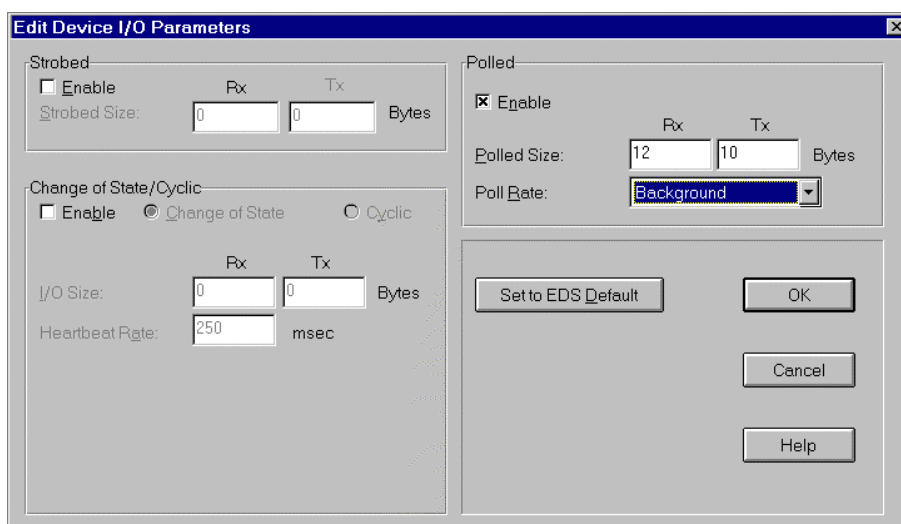 Edit Device I/O Parameters
Strobed
Enable
Rx
Tx
Strobed Size:
0
0
Bytes
Change of State/Cyclic
Enable
Change of State
Cyclic
Rx
Tx
I/O Size:
0
0
Bytes
Heartbeat Rate:
250
msec
Polled
Enable
Rx
Tx
Polled Size:
12
10
Bytes
Poll Rate:
Background
Set to EDS Default
OK
Cancel
Help